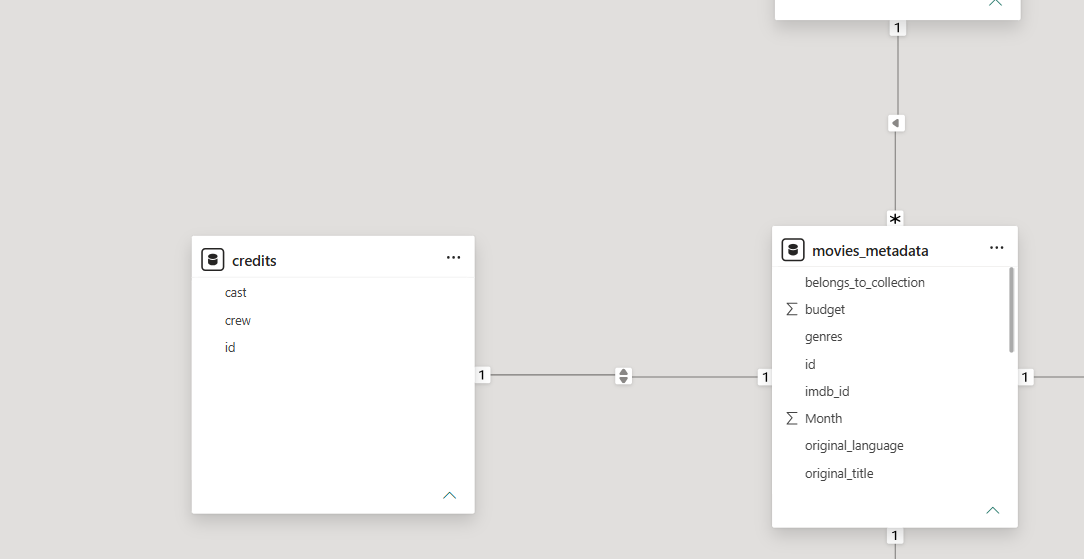 1
*
credits
...
cast
crew
id
1
1
movies_metadata
...
belongs_to_collection
Σ budget
genres
id
imdb_id
Σ Month
original_language
original_title
1
1